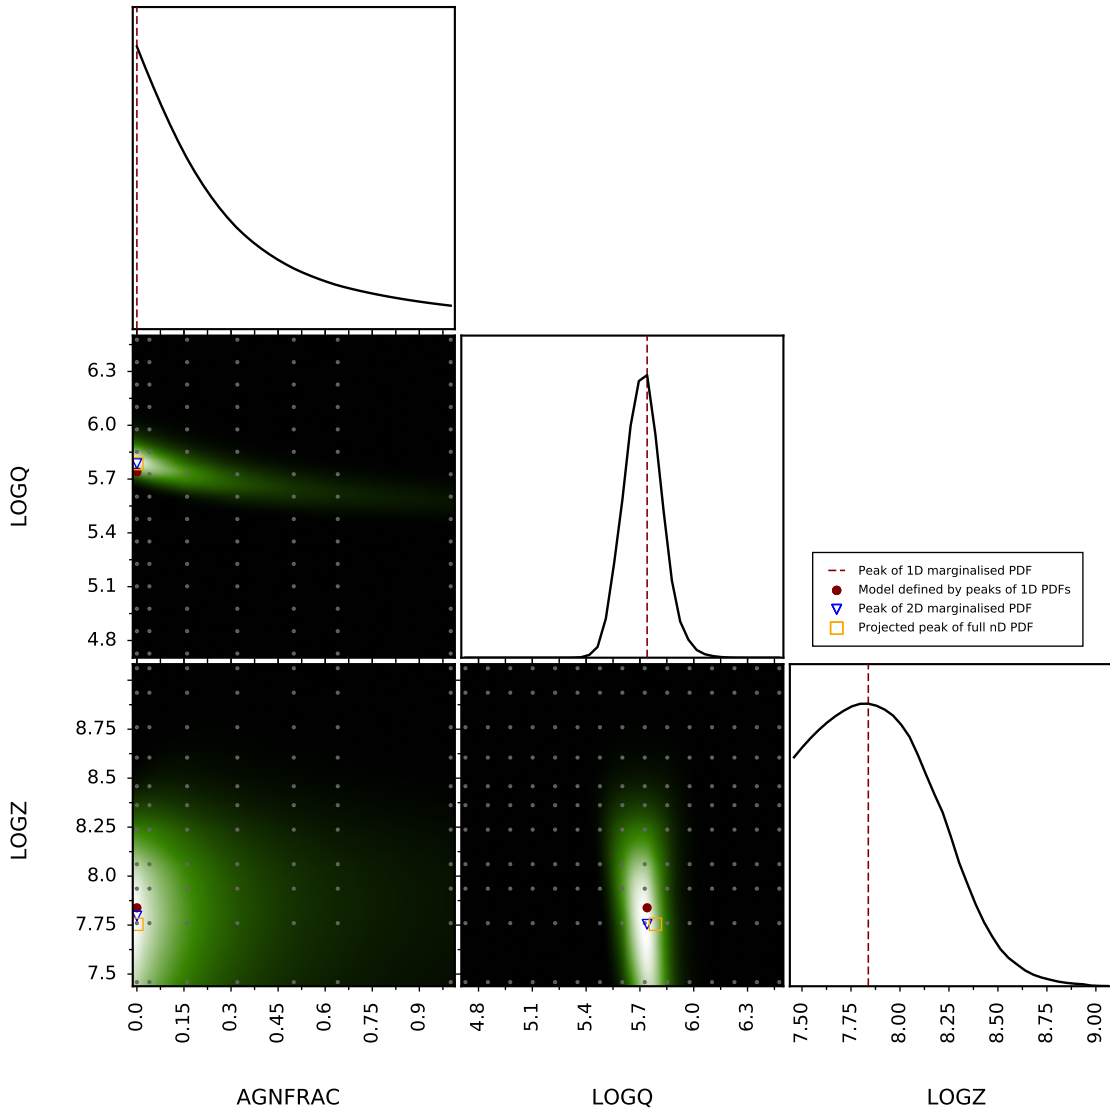 6.3
6.0
5.7
5.4
5.1
4.8
LOGQ
Peak of 1D marginalised PDF
Model defined by peaks of 1D PDFs
Peak of 2D marginalised PDF
Projected peak of full nD PDF
8.75
8.5
8.25
8.0
7.75
7.5
LOGZ
0.0 0.15 0.3 0.45 0.6 0.75 0.9
4.8 5.1 5.4 5.7 6.0 6.3
7.50 7.75 8.00 8.25 8.50 8.75 9.00
AGNFRAC
LOGQ
LOGZ